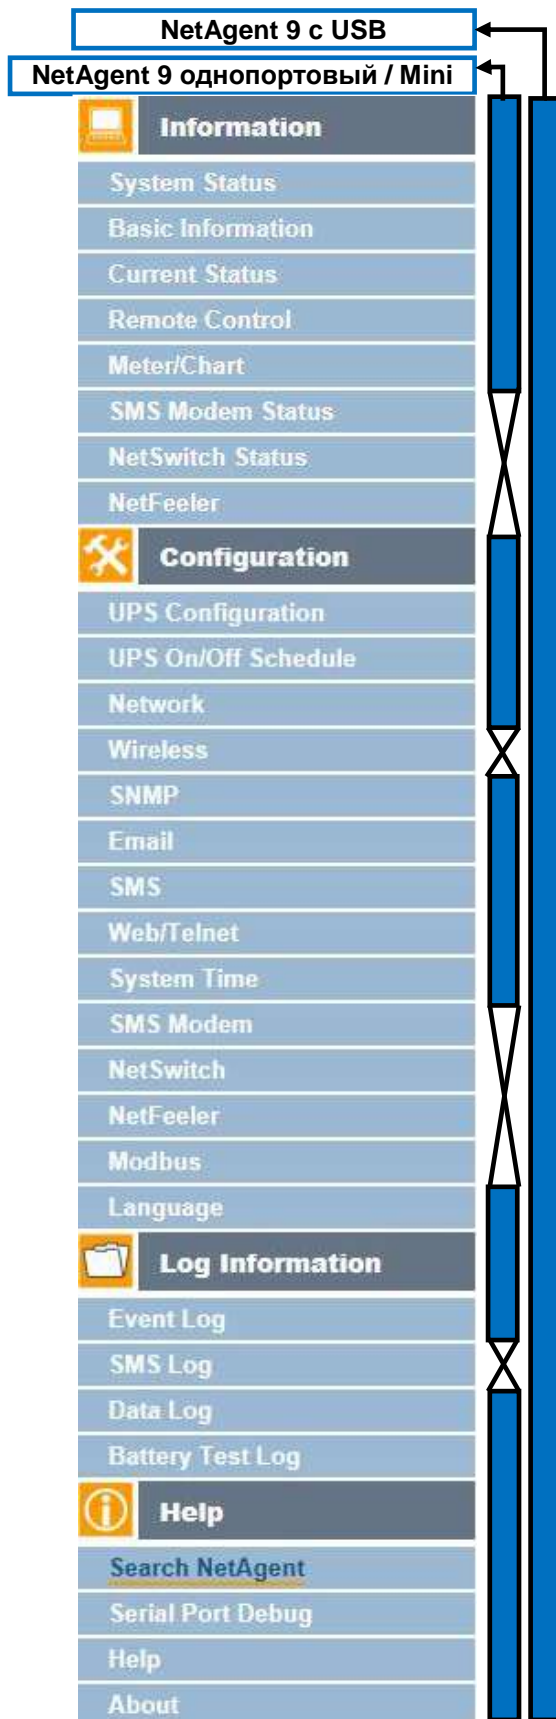 NetAgent 9 с USB
NetAgent 9 однопортовый / Mini
Information
System Status
Basic Information
Current Status
Remote Control
Meter/Chart
SMS Modem Status
NetSwitch Status
NetFeeler
Configuration
UPS Configuration
UPS On/Off Schedule
Network
Wireless
SNMP
Email
SMS
Web/Telnet
System Time
SMS Modem
NetSwitch
NetFeeler
Modbus
Language
Log Information
Event Log
SMS Log
Data Log
Battery Test Log
Help
Search NetAgent
Serial Port Debug
Help
About